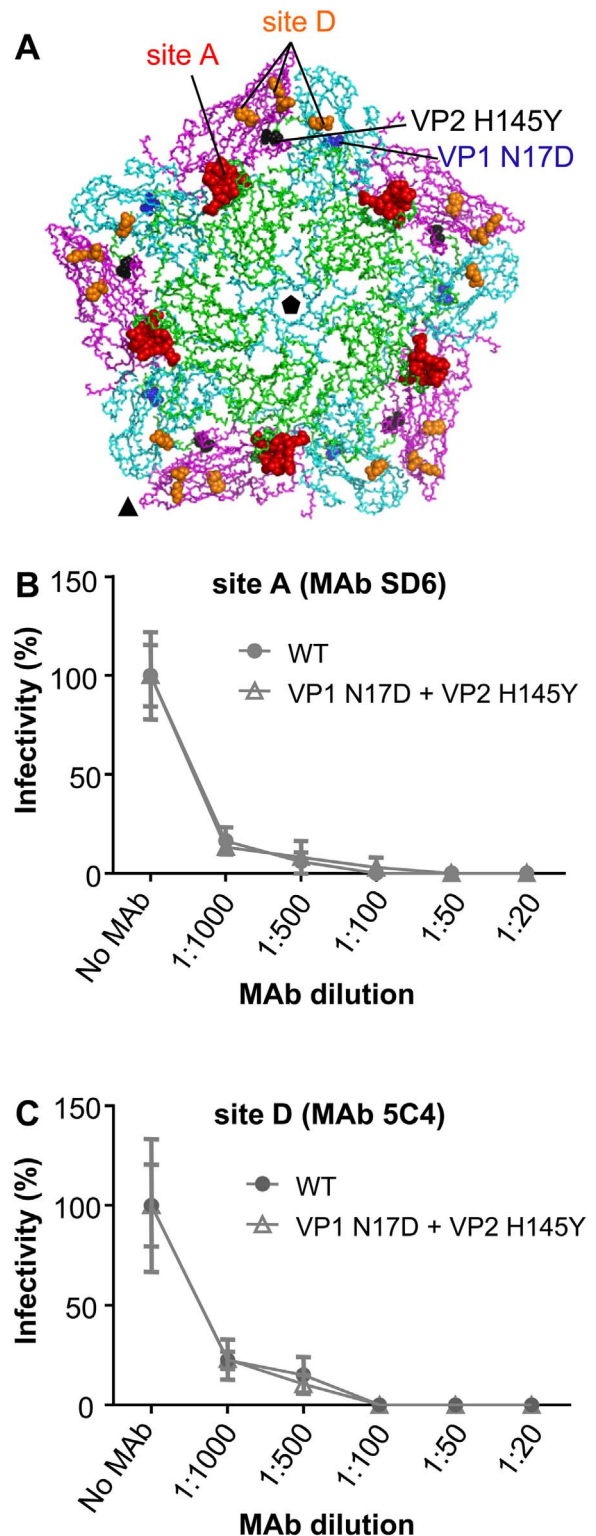 A
site D
site A
VP2 H145Y
VP1 N17D
B
site A (MAb SD6)
150
100
50
0
Infectivity (%)
WT
VP1 N17D + VP2 H145Y
No MAb
1:1000
1:500
1:100
1:50
1:20
MAb dilution
C
site D (MAb 5C4)
150
100
50
0
Infectivity (%)
WT
VP1 N17D + VP2 H145Y
No MAb
1:1000
1:500
1:100
1:50
1:20
MAb dilution